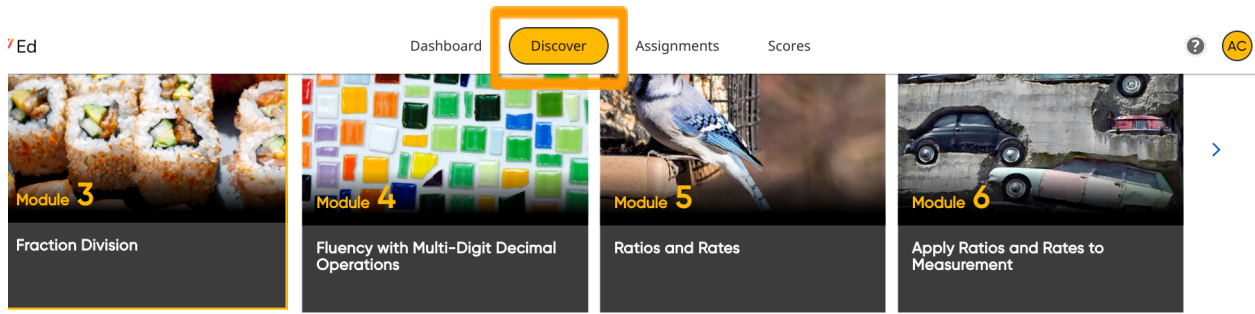 Ed
Dashboard
Discover
Assignments
Scores
?
AC
Module 3
Fraction Division
Module 4
Fluency with Multi-Digit Decimal
Operations
Module 5
Ratios and Rates
Module 6
Apply Ratios and Rates to
Measurement